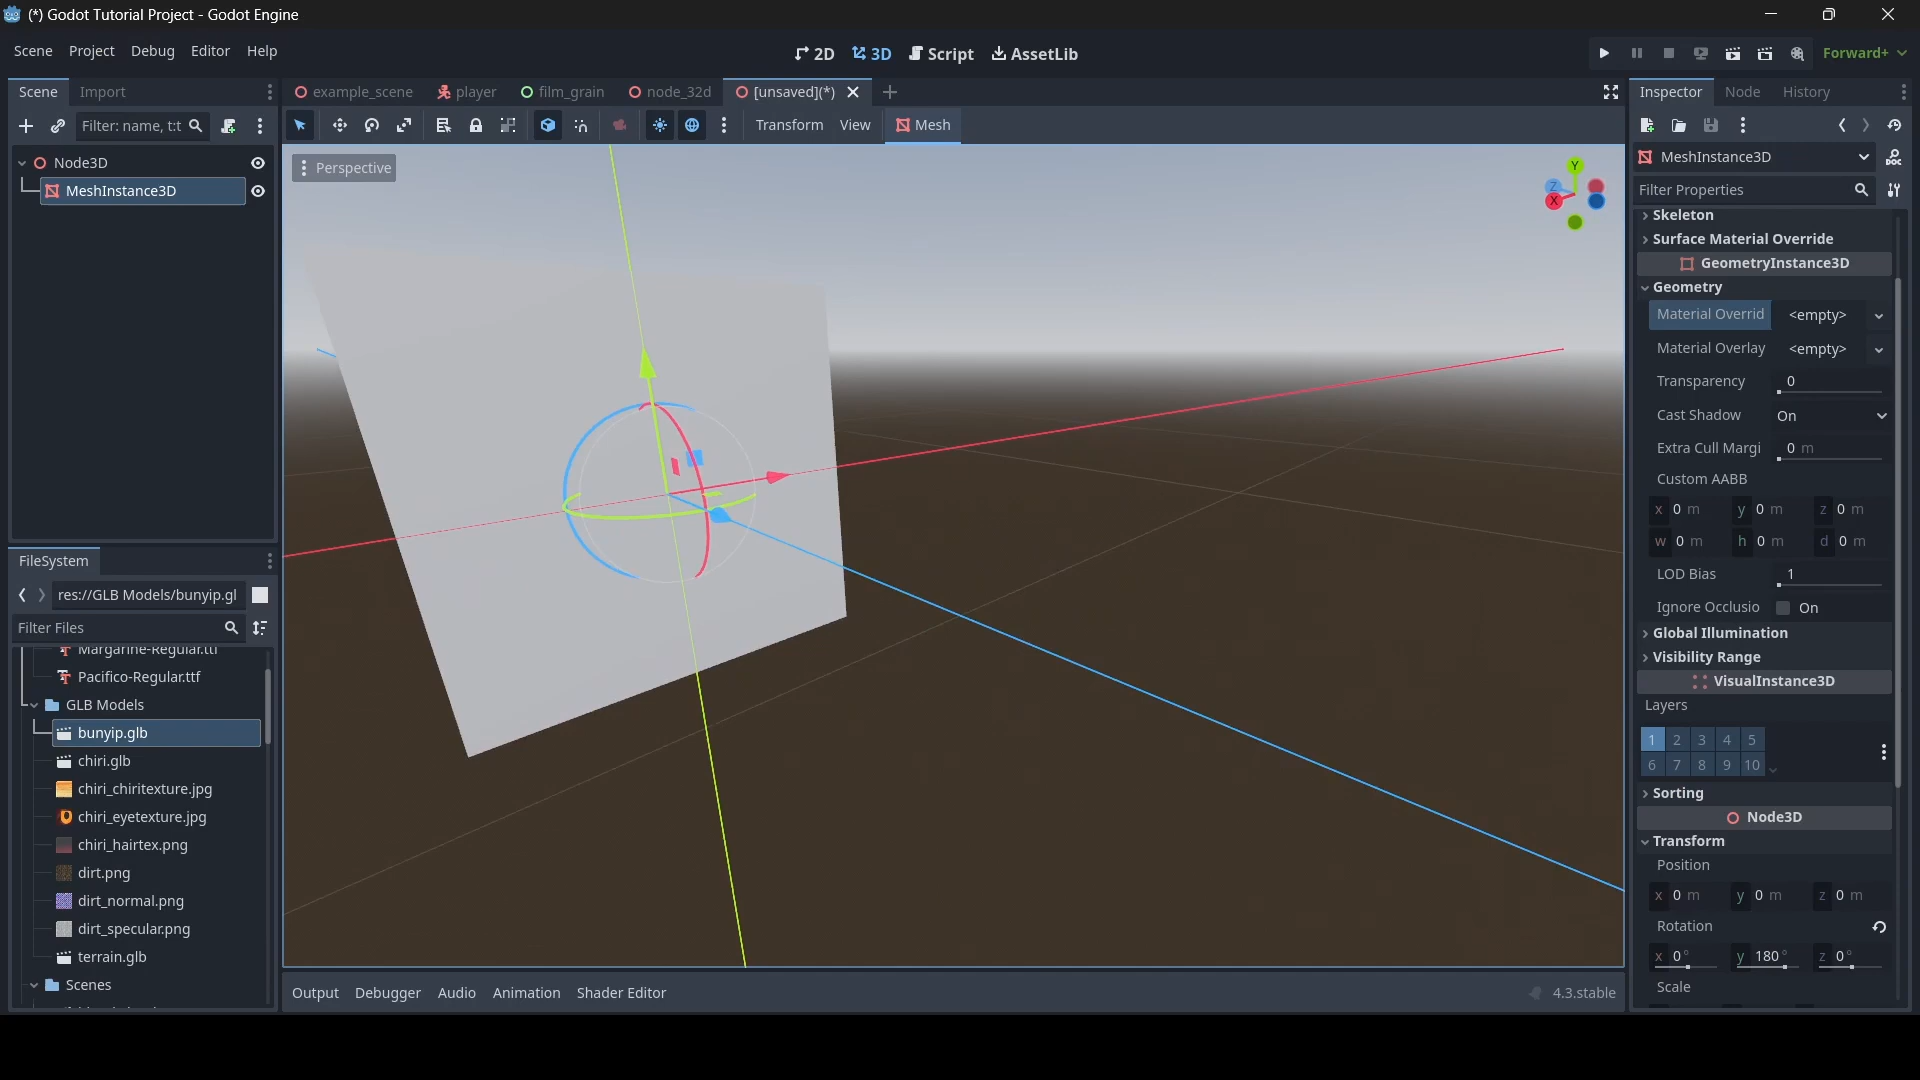 (*) Godot Tutorial Project - Godot Engine
Scene Project Debug Editor Help
2D 3D Script AssetLib
Forward+
Scene Import
Filter: name, t:t
Node3D
MeshInstance3D
FileSystem
res://GLB Models/bunyip.gl
Filter Files
Margarine-Regular.ttf
Pacifico-Regular.ttf
GLB Models
bunyip.glb
chiri.glb
chiri_chiritexture.jpg
chiri_eyetexture.jpg
chiri_hairtex.png
dirt.png
dirt_normal.png
dirt_specular.png
terrain.glb
Scenes
example_scene player film_grain node_32d [unsaved](*)
Transform View Mesh
Perspective
Y
Z
X
Output Debugger Audio Animation Shader Editor
4.3.stable
Inspector Node History
MeshInstance3D
Filter Properties
Skeleton
Surface Material Override
GeometryInstance3D
Geometry
Material Overrid <empty>
Material Overlay <empty>
Transparency 0
Cast Shadow On
Extra Cull Margi 0 m
Custom AABB
x 0 m y 0 m z 0 m
w 0 m h 0 m d 0 m
LOD Bias 1
Ignore Occlusio On
Global Illumination
Visibility Range
VisualInstance3D
Layers
1 2 3 4 5
6 7 8 9 10
Sorting
Node3D
Transform
Position
x 0 m y 0 m z 0 m
Rotation
x 0° y 180° z 0°
Scale